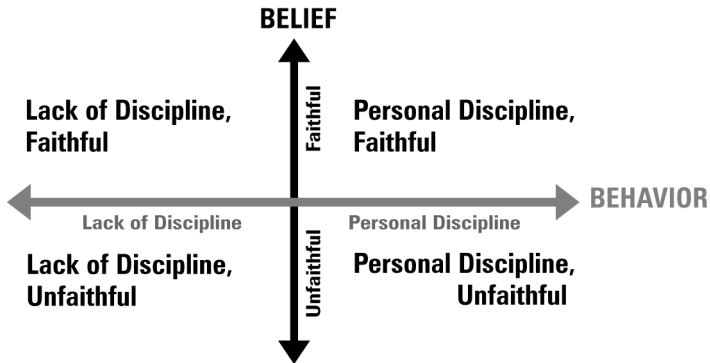 BELIEF
Lack of Discipline,
Faithful
Faithful
Personal Discipline,
Faithful
BEHAVIOR
Lack of Discipline
Personal Discipline
Lack of Discipline,
Unfaithful
Unfaithful
Personal Discipline,
Unfaithful